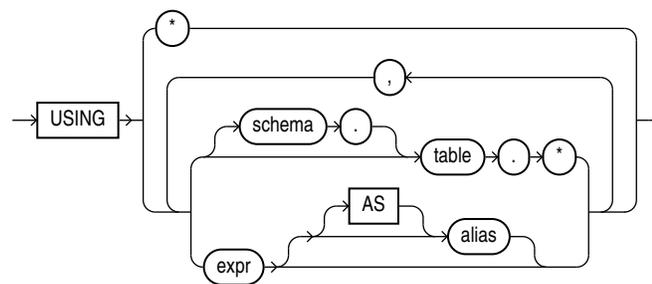 *
,
USING
schema .
table . *
AS
alias
expr